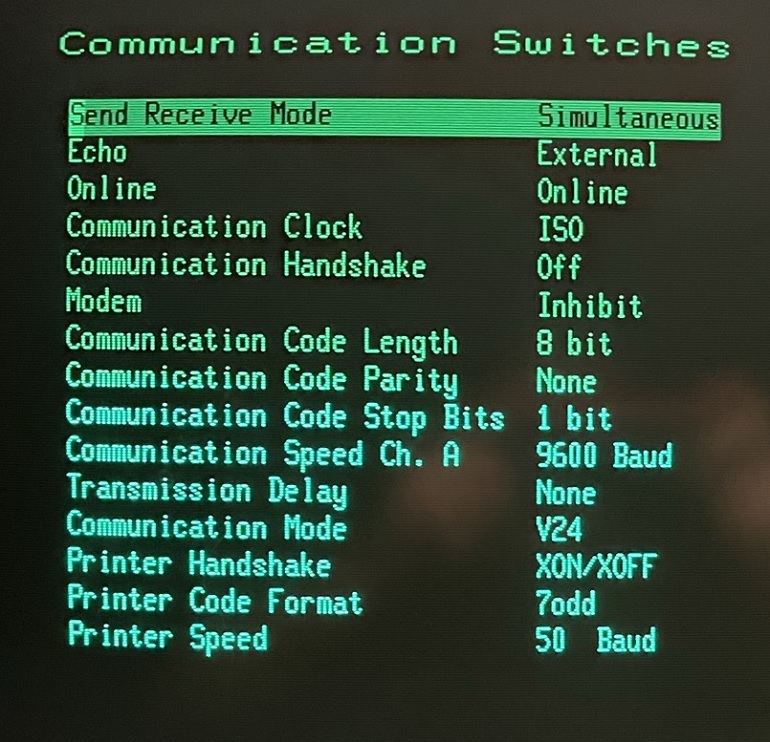 Communication Switches
Send Receive Mode Simultaneous
Echo External
Online Online
Communication Clock ISO
Communication Handshake Off
Modem Inhibit
Communication Code Length 8 bit
Communication Code Parity None
Communication Code Stop Bits 1 bit
Communication Speed Ch. A 9600 Baud
Transmission Delay None
Communication Mode V24
Printer Handshake XON/XOFF
Printer Code Format 7odd
Printer Speed 50 Baud